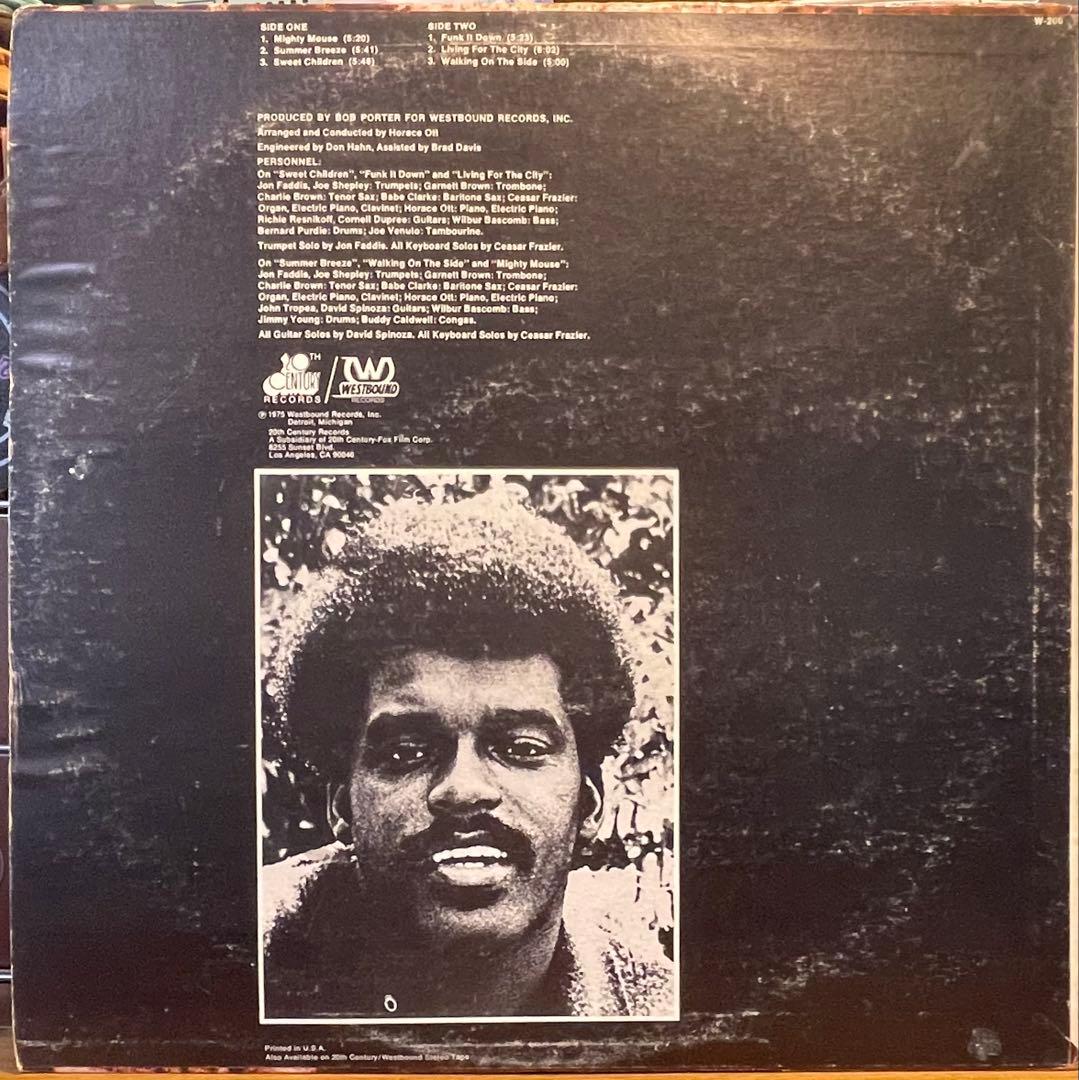 SIDE ONE
1. Mighty Mouse (5:20)
2. Summer Breeze (5:41)
3. Sweet Children (5:46)
SIDE TWO
1. Funk It Down (5:23)
2. Living For The City (6:02)
3. Walking On The Side (5:00)
W-206
PRODUCED BY BOB PORTER FOR WESTBOUND RECORDS, INC.
Arranged and Conducted by Horace Ott
Engineered by Don Hahn, Assisted by Brad Davis
PERSONNEL:
On "Sweet Children", "Funk It Down" and "Living For The City":
Jon Faddis, Joe Shepley: Trumpets; Garnett Brown: Trombone;
Charlie Brown: Tenor Sax; Babe Clarke: Baritone Sax; Ceasar Frazier:
Organ, Electric Piano, Clavinet; Horace Ott: Piano, Electric Piano;
Richie Resnikoff, Cornell Dupree: Guitars; Wilbur Bascomb: Bass;
Bernard Purdie: Drums; Joe Venuto: Tambourine.
Trumpet Solo by Jon Faddis. All Keyboard Solos by Ceasar Frazier.
On "Summer Breeze", "Walking On The Side" and "Mighty Mouse":
Jon Faddis, Joe Shepley: Trumpets; Garnett Brown: Trombone;
Charlie Brown: Tenor Sax; Babe Clarke: Baritone Sax; Ceasar Frazier:
Organ, Electric Piano, Clavinet; Horace Ott: Piano, Electric Piano;
John Tropea, David Spinoza: Guitars; Wilbur Bascomb: Bass;
Jimmy Young: Drums; Buddy Caldwell: Congas.
All Guitar Solos by David Spinoza. All Keyboard Solos by Ceasar Frazier.
20TH
CENTURY
RECORDS
WESTBOUND
RECORDS
℗ 1975 Westbound Records, Inc.
Detroit, Michigan
20th Century Records
A Subsidiary of 20th Century-Fox Film Corp.
8255 Sunset Blvd.
Los Angeles, CA 90046
Printed in U.S.A.
Also Available on 20th Century/Westbound Stereo Tape